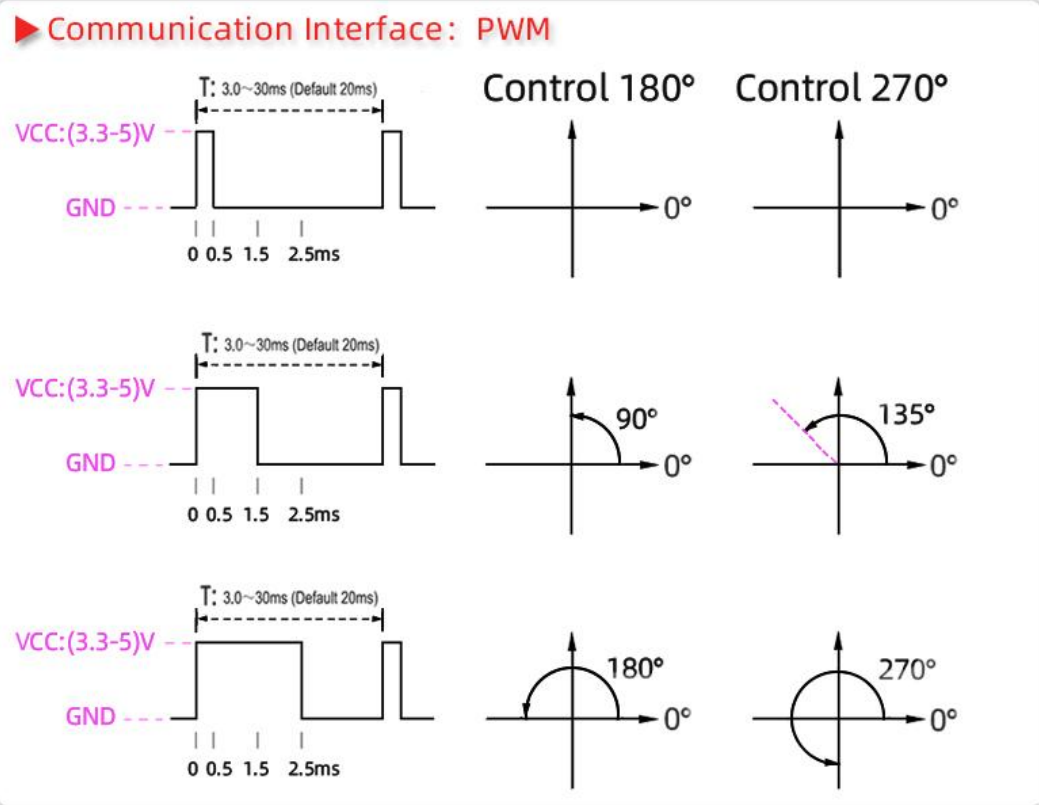 Communication Interface: PWM
T: 3.0~30ms (Default 20ms)
Control 180°
Control 270°
VCC:(3.3-5)V
GND
0°
0°
0 0.5 1.5 2.5ms
T: 3.0~30ms (Default 20ms)
VCC:(3.3-5)V
90°
135°
GND
0°
0°
0 0.5 1.5 2.5ms
T: 3.0~30ms (Default 20ms)
VCC:(3.3-5)V
180°
270°
GND
0°
0°
0 0.5 1.5 2.5ms